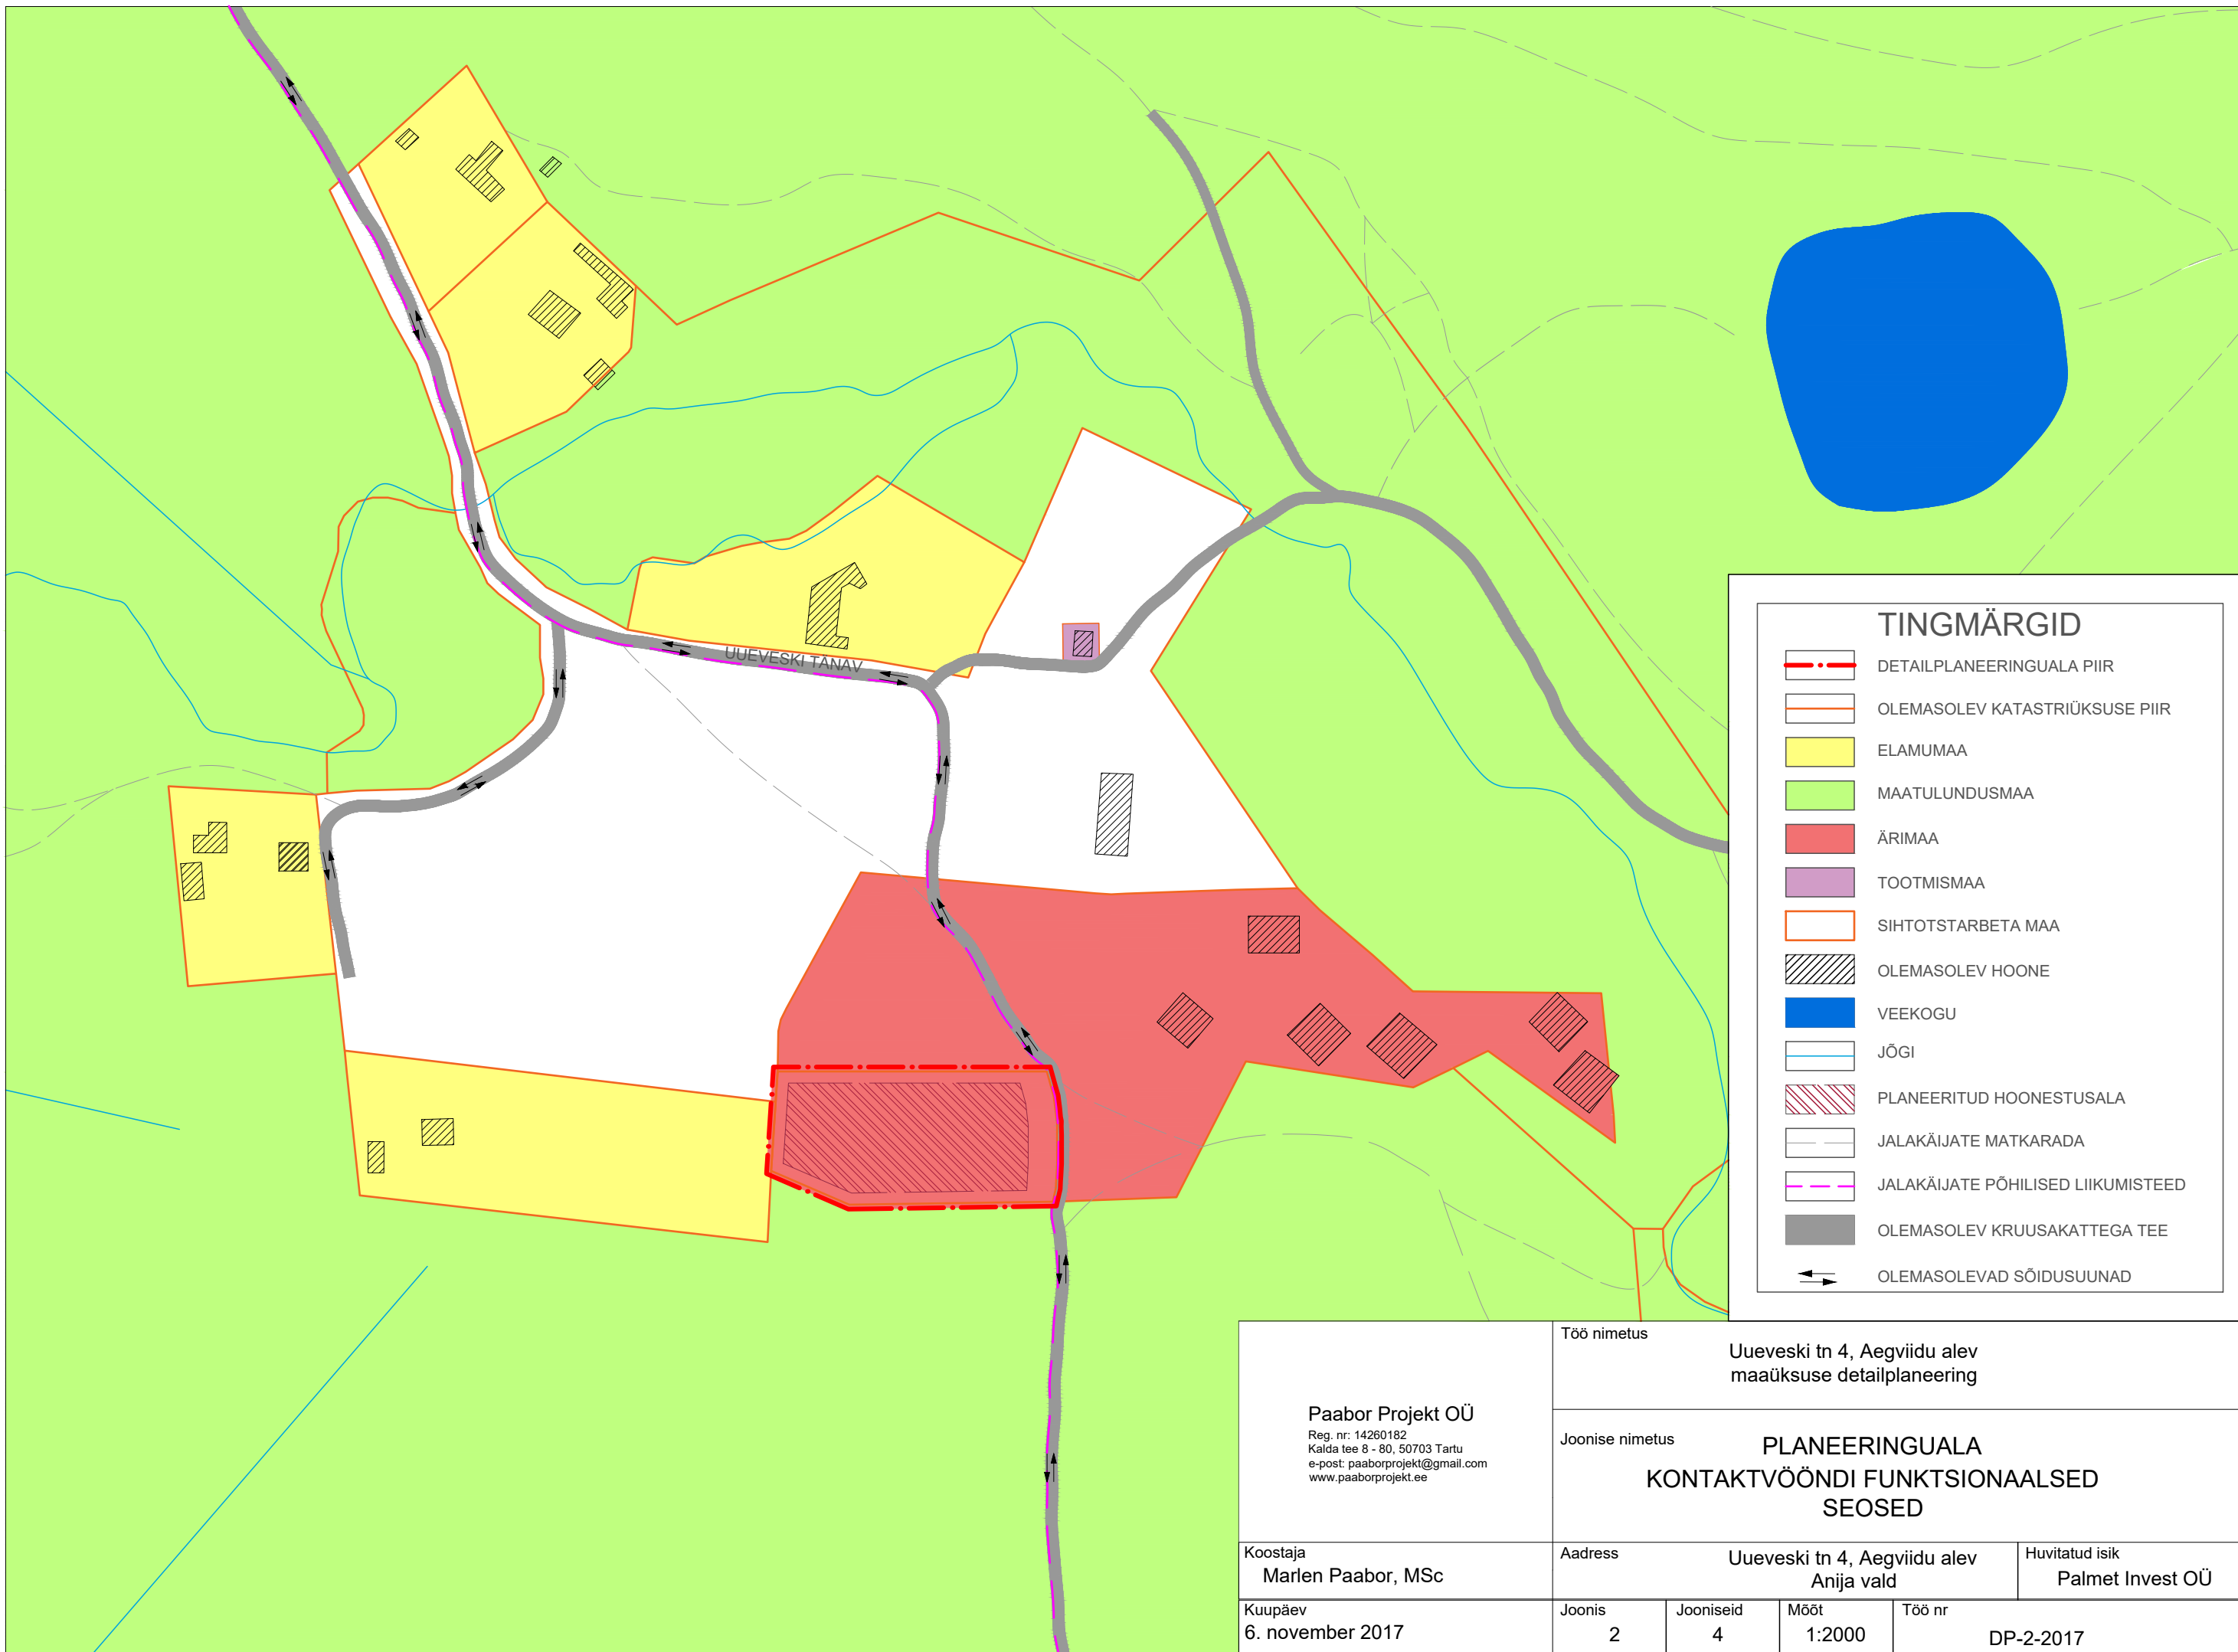 UUEVESKI TÄNAV
TINGMÄRGID
DETAILPLANEERINGUALA PIIR
OLEMASOLEV KATASTRIÜKSUSE PIIR
ELAMUMAA
MAATULUNDUSMAA
ÄRIMAA
TOOTMISMAA
SIHTOTSTARBETA MAA
OLEMASOLEV HOONE
VEEKOGU
JÕGI
PLANEERITUD HOONESTUSALA
JALAKÄIJATE MATKARADA
JALAKÄIJATE PÕHILISED LIIKUMISTEED
OLEMASOLEV KRUUSAKATTEGA TEE
OLEMASOLEVAD SÕIDUSUUNAD
Paabor Projekt OÜ
Reg. nr: 14260182
Kalda tee 8 - 80, 50703 Tartu
e-post: paaborprojekt@gmail.com
www.paaborprojekt.ee
Töö nimetus
Uueveski tn 4, Aegviidu alev
maaüksuse detailplaneering
Joonise nimetus
PLANEERINGUALA
KONTAKTVÖÖNDI FUNKTSIONAALSED
SEOSED
Koostaja
Marlen Paabor, MSc
Aadress
Uueveski tn 4, Aegviidu alev
Anija vald
Huvitatud isik
Palmet Invest OÜ
Kuupäev
6. november 2017
Joonis
2
Jooniseid
4
Mõõt
1:2000
Töö nr
DP-2-2017